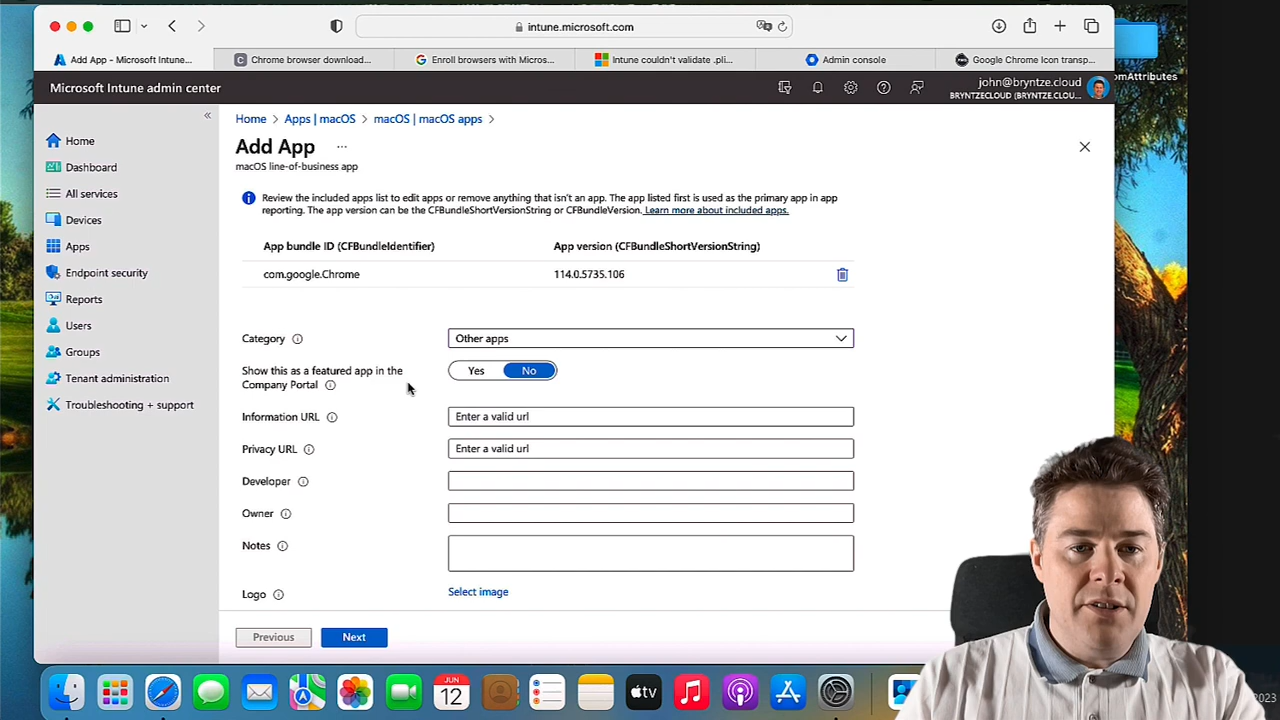 intune.microsoft.com
Add App - Microsoft Intune...
Chrome browser download...
Enroll browsers with Micros...
Intune couldn't validate .pli...
Admin console
Google Chrome Icon transp...
omAttributes
Microsoft Intune admin center
john@bryntze.cloud
BRYNTZECLOUD (BRYNTZE.CLOU...
Home
Dashboard
All services
Devices
Apps
Endpoint security
Reports
Users
Groups
Tenant administration
Troubleshooting + support
Home > Apps | macOS > macOS | macOS apps >
Add App ...
macOS line-of-business app
Review the included apps list to edit apps or remove anything that isn't an app. The app listed first is used as the primary app in app
reporting. The app version can be the CFBundleShortVersionString or CFBundleVersion. Learn more about included apps.
App bundle ID (CFBundleIdentifier) App version (CFBundleShortVersionString)
com.google.Chrome 114.0.5735.106
Category Other apps
Show this as a featured app in the
Company Portal
Yes No
Information URL Enter a valid url
Privacy URL Enter a valid url
Developer
Owner
Notes
Logo Select image
Previous Next
JUN
12
tv
2023